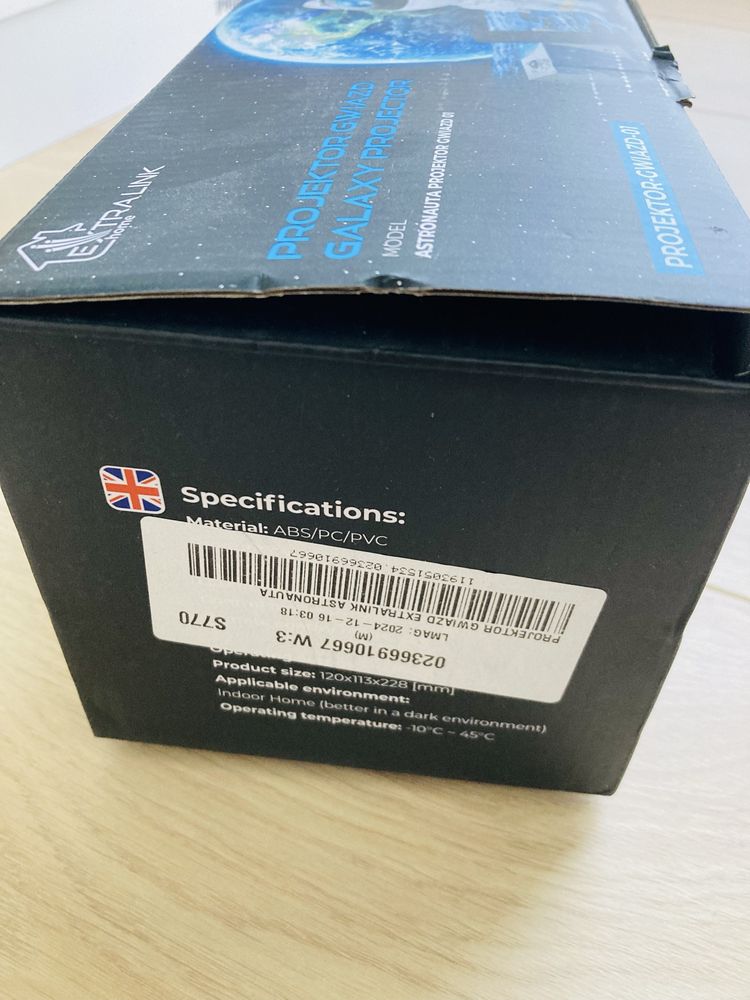 EXTRALINK
home
PROJEKTOR GWIAZD
GALAXY PROJECTOR
MODEL
ASTRONAUTA PROJEKTOR GWIAZD 01
PROJEKTOR-GWIAZD-01
Specifications:
Material: ABS/PC/PVC
02366910667 W:3
S770
(M)
LMAG: 2024-12-16 03:18
PROJEKTOR GWIAZD EXTRALINK ASTRONAUTA
1193051534 02366910667
Product size: 120x113x228 [mm]
Applicable environment:
Indoor Home (better in a dark environment)
Operating temperature: -10°C ~ 45°C